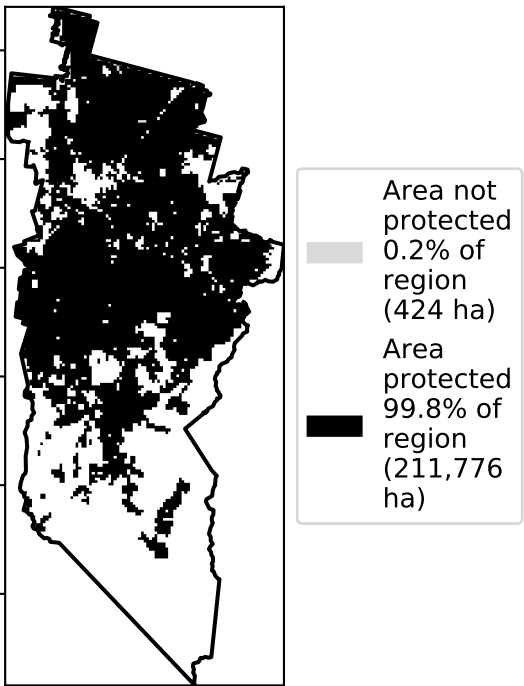 Area not
protected
0.2% of
region
(424 ha)
Area
protected
99.8% of
region
(211,776
ha)